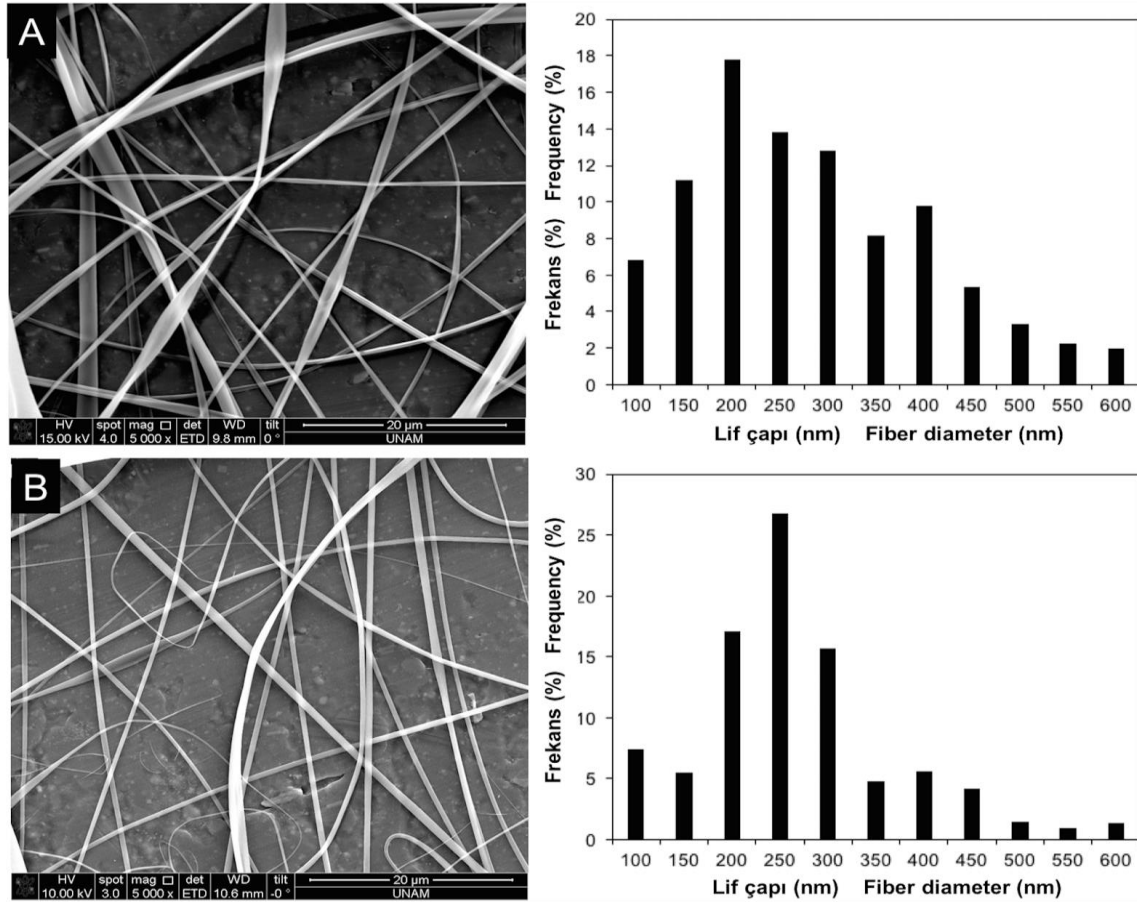 A
HV spot mag det WD tilt 20 µm
15.00 kV 4.0 5 000 x ETD 9.8 mm 0 ° UNAM
Frekans (%) Frequency (%)
20
18
16
14
12
10
8
6
4
2
0
100 150 200 250 300 350 400 450 500 550 600
Lif çapı (nm) Fiber diameter (nm)
B
HV spot mag det WD tilt 20 µm
10.00 kV 3.0 5 000 x ETD 10.6 mm -0 ° UNAM
Frekans (%) Frequency (%)
30
25
20
15
10
5
0
100 150 200 250 300 350 400 450 500 550 600
Lif çapı (nm) Fiber diameter (nm)